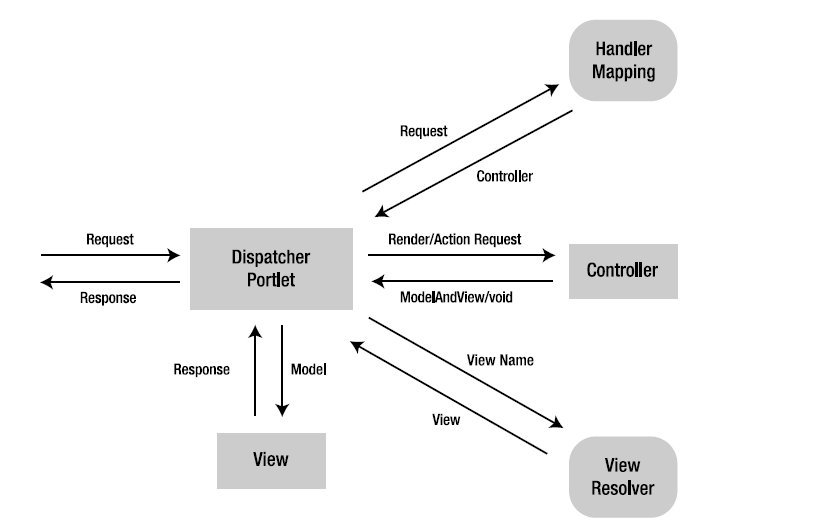 Handler
Mapping
Request
Controller
Request
Response
Dispatcher
Portlet
Render/Action Request
ModelAndView/void
Controller
Response
Model
View Name
View
View
View
Resolver